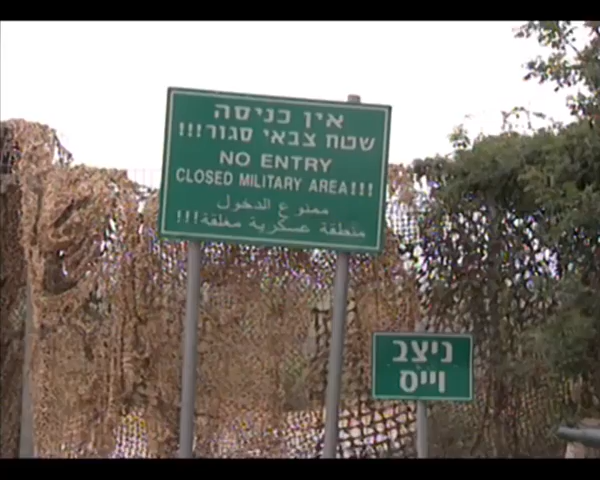 אין כניסה
שטח צבאי סגור!!!
NO ENTRY
CLOSED MILITARY AREA!!!
ممنوع الدخول
منطقة عسكرية مغلقة!!!
ניצב
וייס